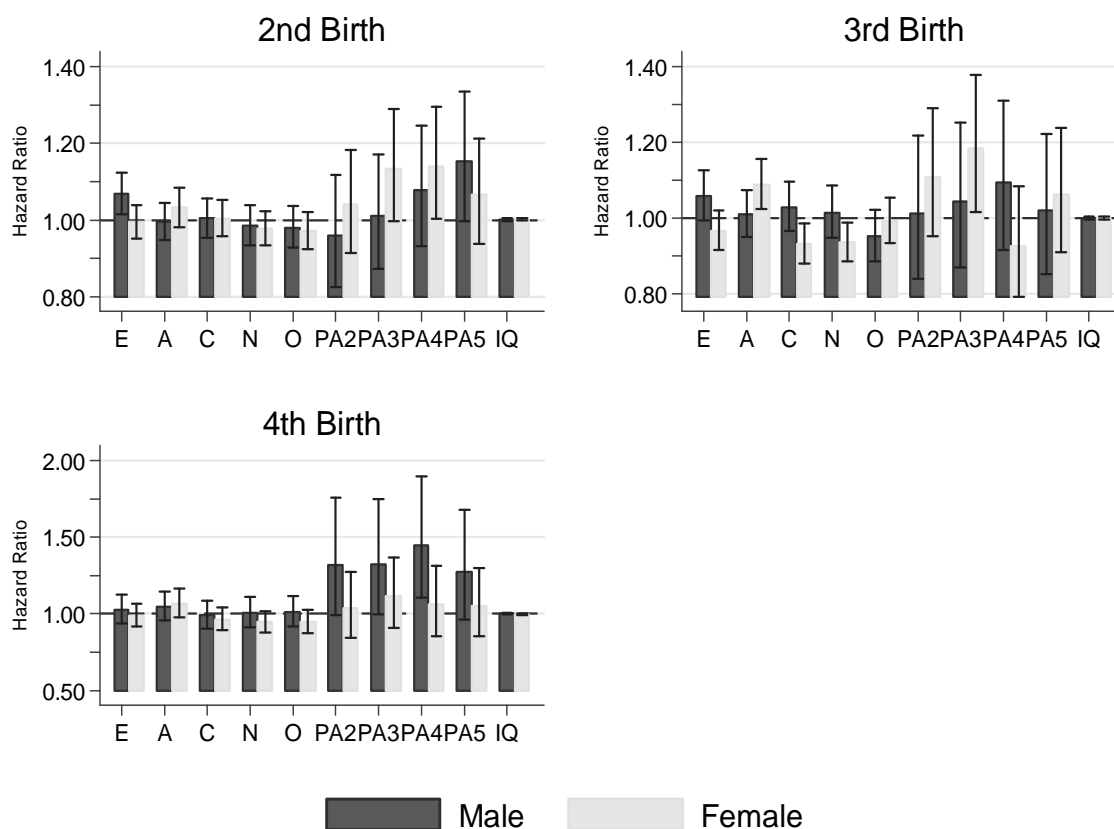 2nd Birth
Hazard Ratio
1.40
1.20
1.00
0.80
E A C N O PA2 PA3 PA4 PA5 IQ
3rd Birth
Hazard Ratio
1.40
1.20
1.00
0.80
E A C N O PA2 PA3 PA4 PA5 IQ
4th Birth
Hazard Ratio
2.00
1.50
1.00
0.50
E A C N O PA2 PA3 PA4 PA5 IQ
Male Female